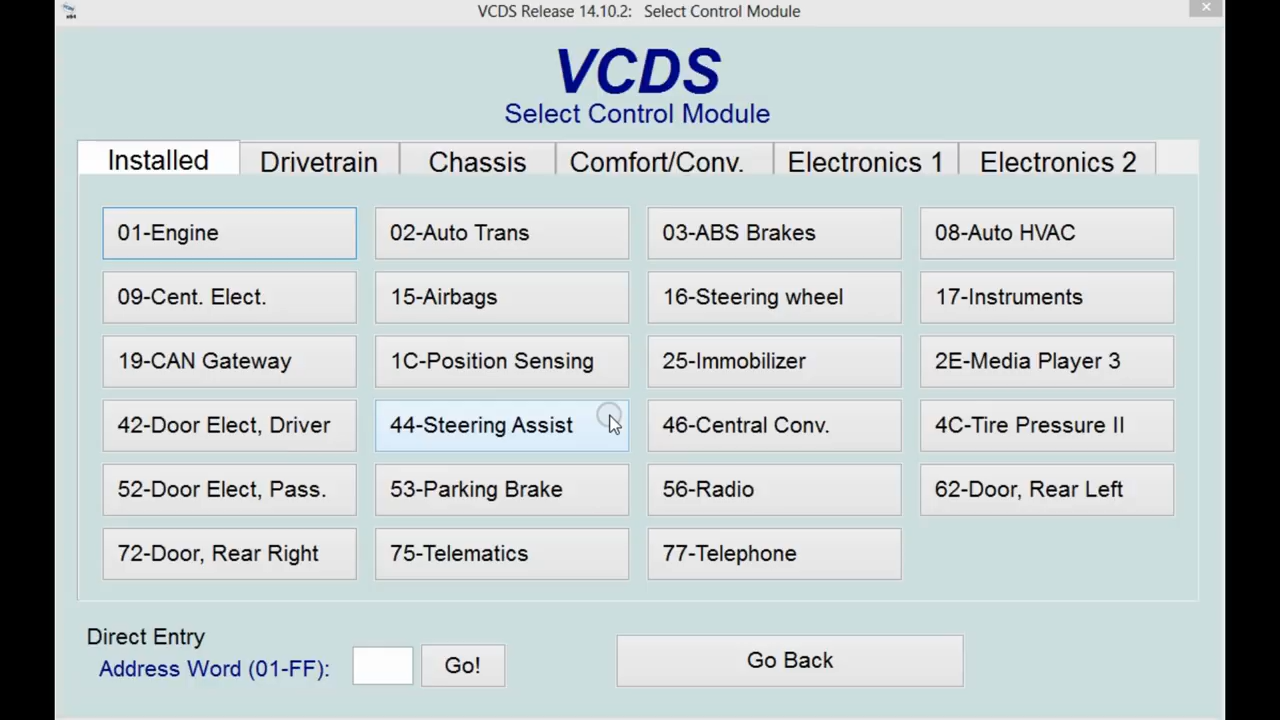 VCDS Release 14.10.2:   Select Control Module
VCDS
Select Control Module
Installed Drivetrain Chassis Comfort/Conv. Electronics 1 Electronics 2
01-Engine 02-Auto Trans 03-ABS Brakes 08-Auto HVAC
09-Cent. Elect. 15-Airbags 16-Steering wheel 17-Instruments
19-CAN Gateway 1C-Position Sensing 25-Immobilizer 2E-Media Player 3
42-Door Elect, Driver 44-Steering Assist 46-Central Conv. 4C-Tire Pressure II
52-Door Elect, Pass. 53-Parking Brake 56-Radio 62-Door, Rear Left
72-Door, Rear Right 75-Telematics 77-Telephone
Direct Entry
Address Word (01-FF): Go! Go Back